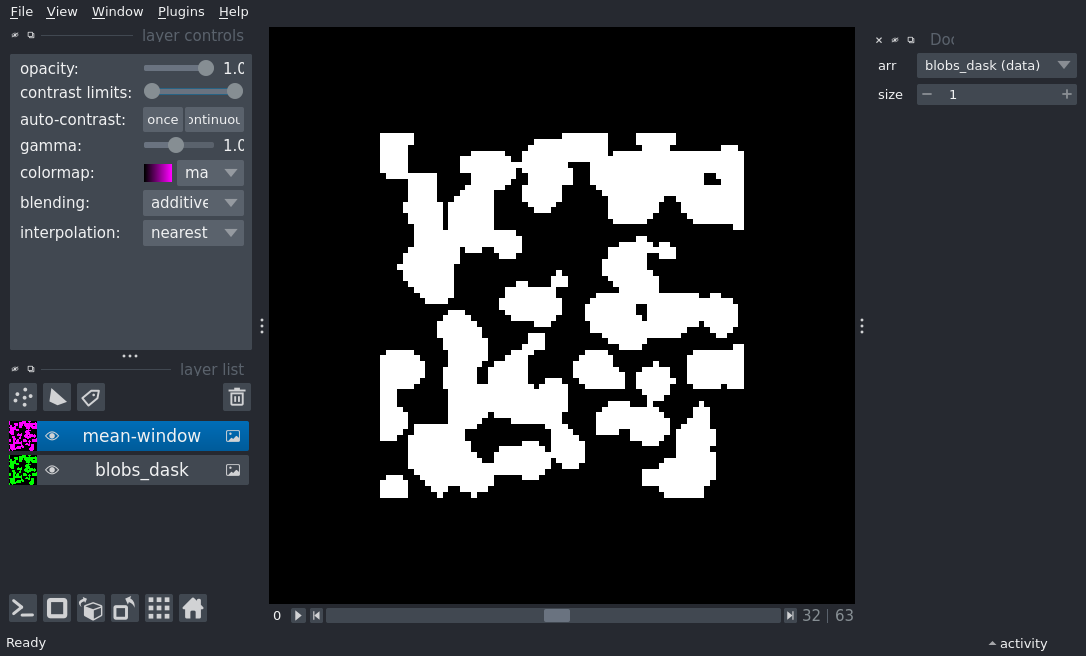 File View Window Plugins Help
layer controls
opacity: 1.0
contrast limits:
auto-contrast: once ontinuou
gamma: 1.0
colormap: ma
blending: additive
interpolation: nearest
layer list
mean-window
blobs_dask
0 32 | 63
Ready
Doc
arr blobs_dask (data)
size − 1 +
activity